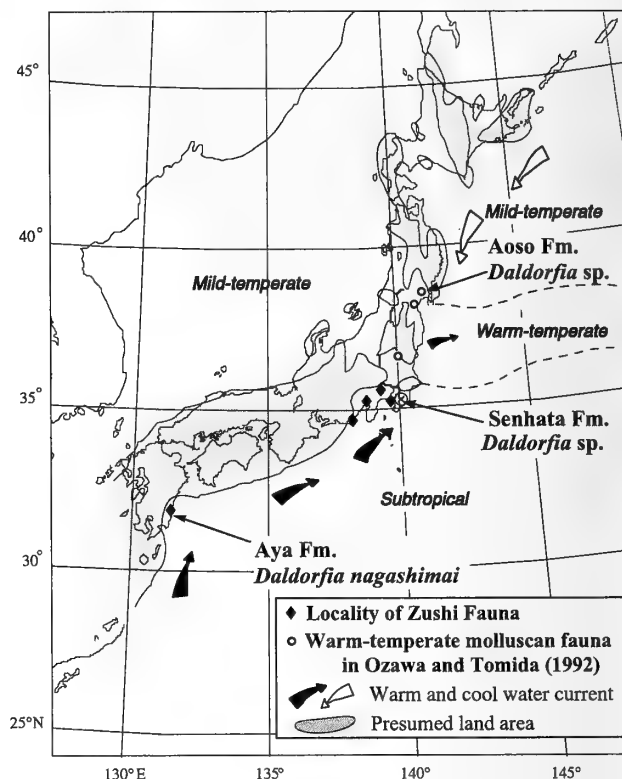 45°
Mild-temperate
40°
Aoso Fm.
Daldorfia sp.
Mild-temperate
Warm-temperate
35°
Senhata Fm.
Daldorfia sp.
Subtropical
Aya Fm.
Daldorfia nagashimai
30°
Locality of Zushi Fauna
Warm-temperate molluscan fauna
in Ozawa and Tomida (1992)
Warm and cool water current
Presumed land area
25°N
130°E
135°
140°
145°